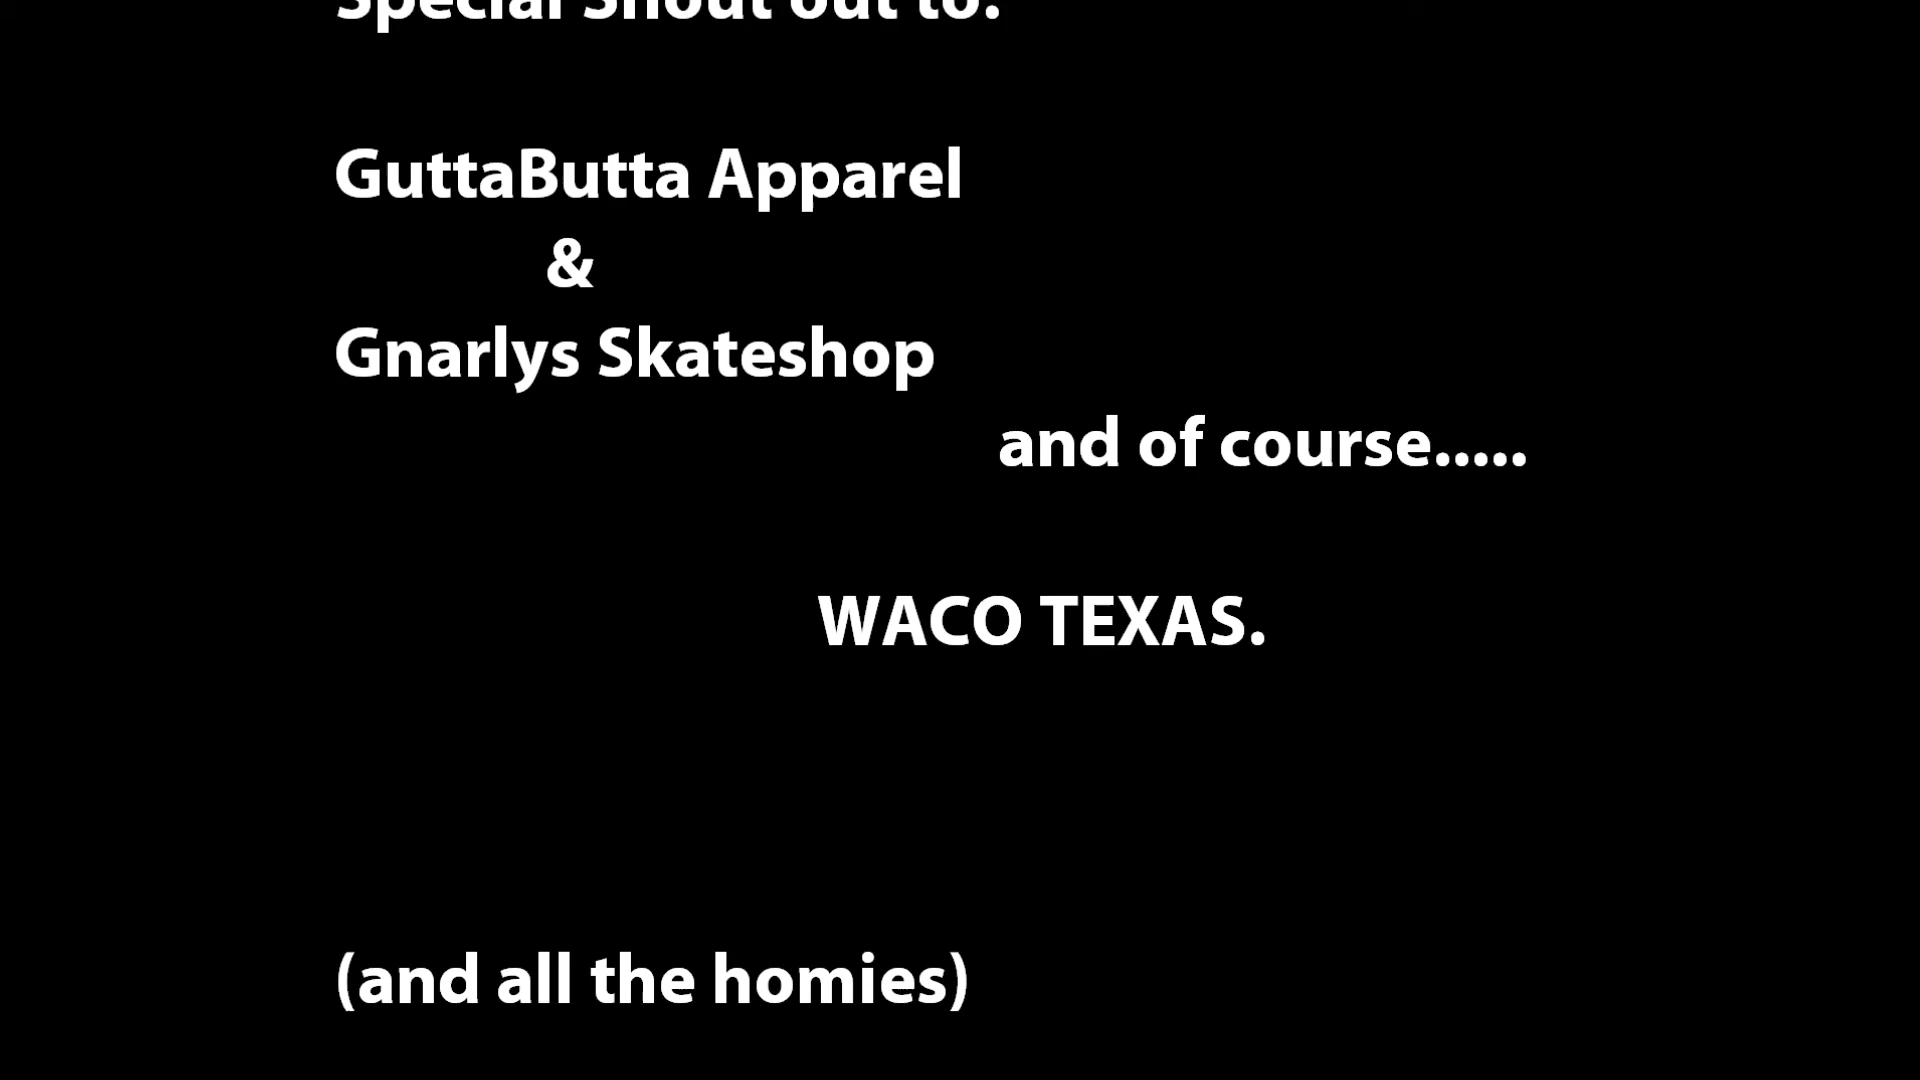 Special Shout out to:
GuttaButta Apparel
&
Gnarlys Skateshop
and of course.....
WACO TEXAS.
(and all the homies)